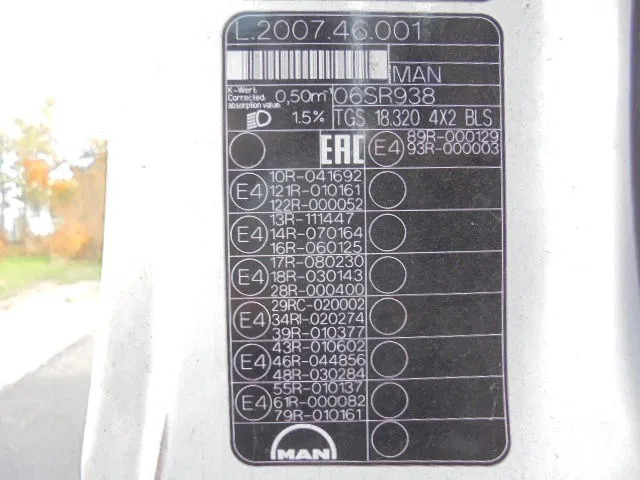 L.2007.46.001
MAN
K-Wert
Corrected
absorption value
0,50m⁻¹
06SR938
1.5%
TGS 18.320 4X2 BLS
EAC
E4
89R-000129
93R-000003
E4
10R-041692
121R-010161
122R-000052
E4
13R-111447
14R-070164
16R-060125
E4
17R-080230
18R-030143
28R-000400
E4
29RC-020002
34RI-020274
39R-010377
E4
43R-010602
46R-044856
48R-030284
E4
55R-010137
61R-000082
79R-010161
MAN